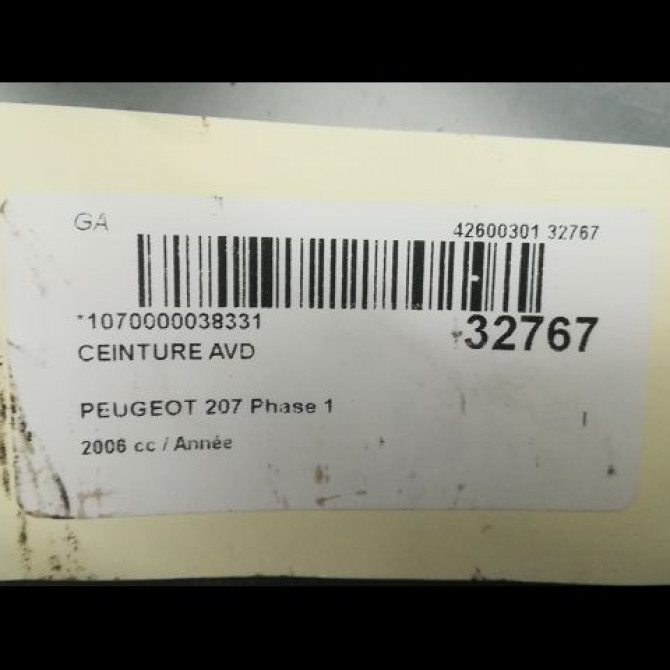 GA
42600301 32767
*1070000038331
32767
CEINTURE AVD
PEUGEOT 207 Phase 1
2006 cc / Année